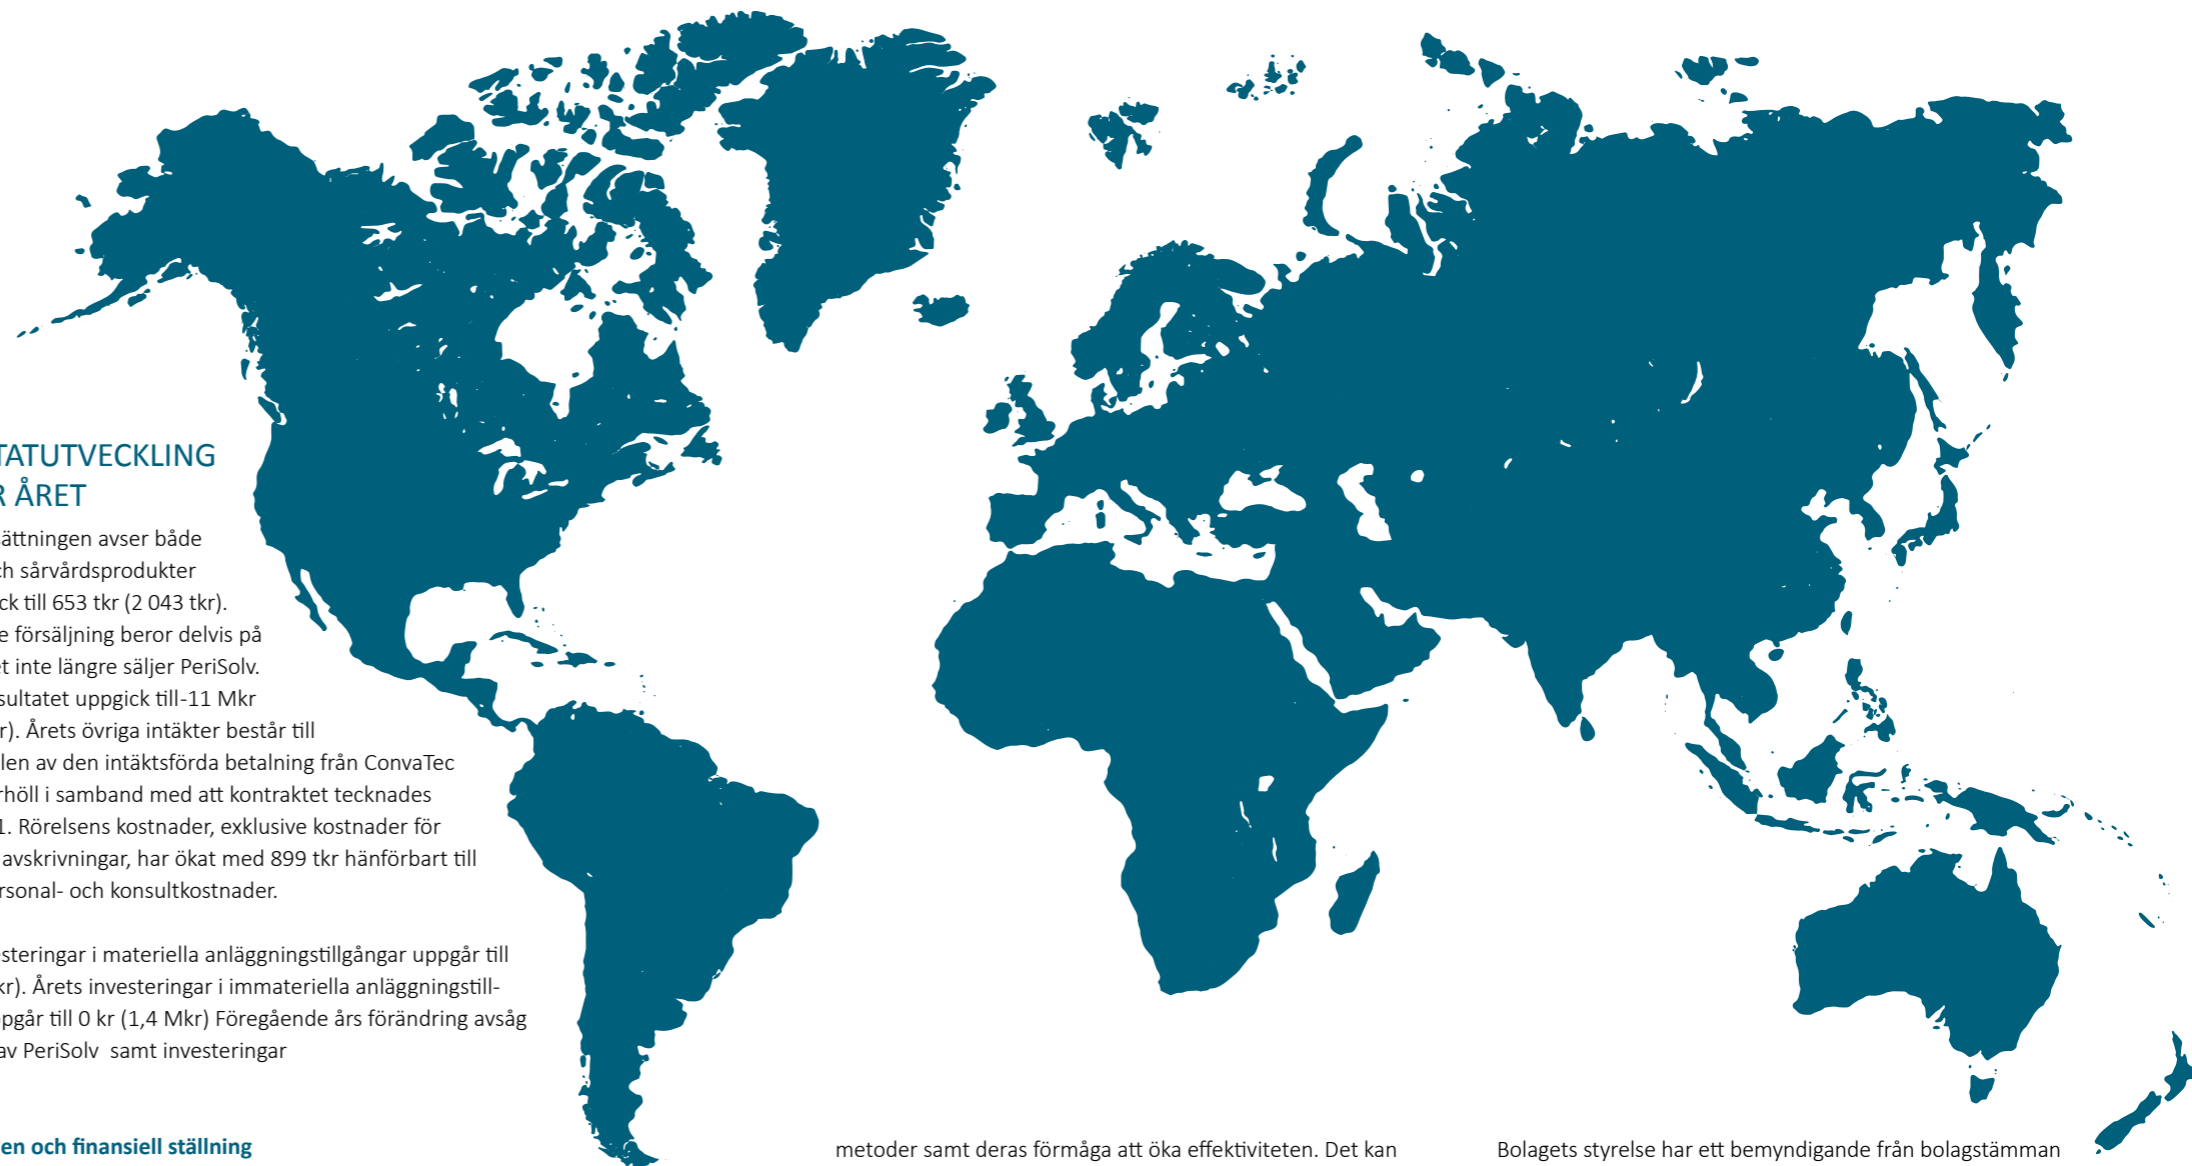 TATUTVECKLING
R ÅRET
sättningen avser både
ch sårvårdsprodukter
ck till 653 tkr (2 043 tkr).
e försäljning beror delvis på
et inte längre säljer PeriSolv.
sultatet uppgick till-11 Mkr
r). Årets övriga intäkter består till
len av den intäktsförda betalning från ConvaTec
rhöll i samband med att kontraktet tecknades
1. Rörelsens kostnader, exklusive kostnader för
avskrivningar, har ökat med 899 tkr hänförbart till
ersonal- och konsultkostnader.
esteringar i materiella anläggningstillgångar uppgår till
kr). Årets investeringar i immateriella anläggningstill-
pgår till 0 kr (1,4 Mkr) Föregående års förändring avsåg
av PeriSolv samt investeringar
en och finansiell ställning
metoder samt deras förmåga att öka effektiviteten. Det kan
Bolagets styrelse har ett bemyndigande från bolagstämman